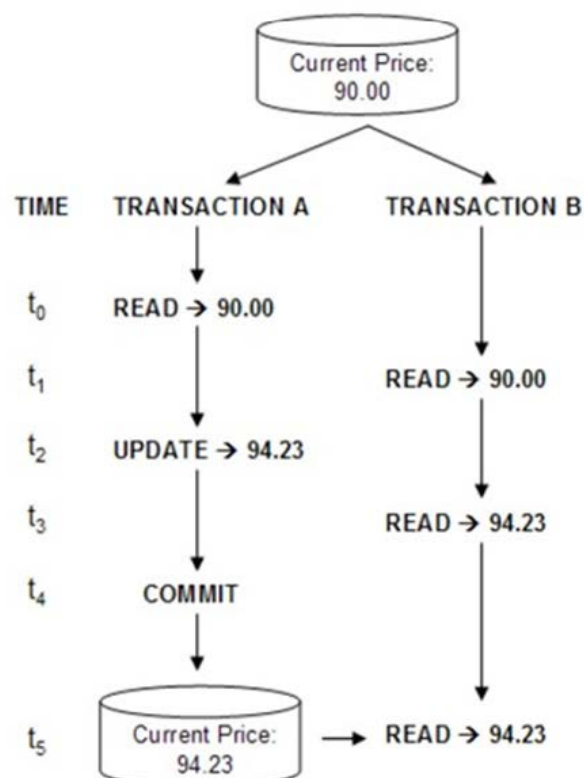 Current Price:
90.00
TIME TRANSACTION A TRANSACTION B
t₀ READ → 90.00
t₁ READ → 90.00
t₂ UPDATE → 94.23
t₃ READ → 94.23
t₄ COMMIT
Current Price:
94.23
t₅ READ → 94.23